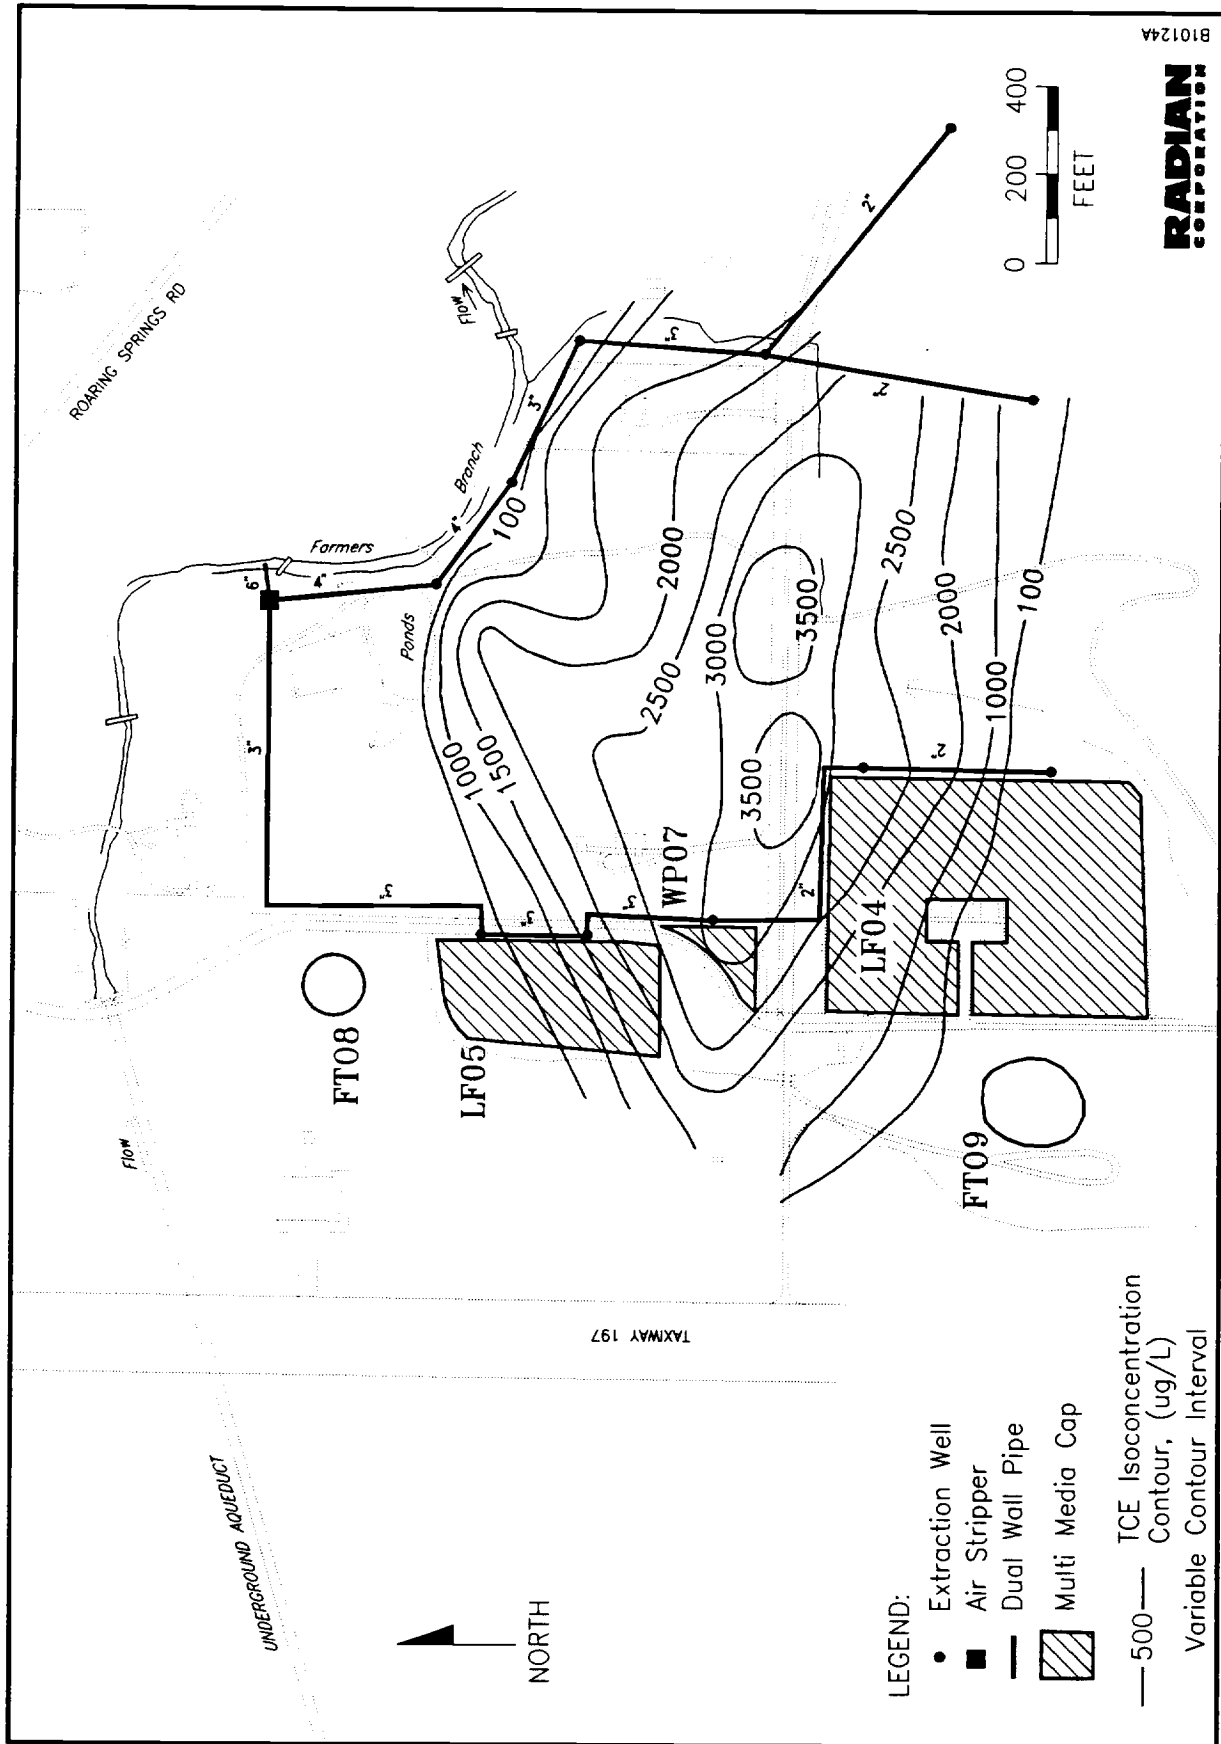 B10124A
RADIAN
CORPORATION
0 200 400
FEET
ROARING SPRINGS RD
Flow
Branch
Farmers
Ponds
6"
4"
4"
3"
3"
2"
2"
3"
3"
3"
3"
2"
2"
100
2000
2500
3000
3500
3500
1000
1500
2500
2000
1000
100
WP07
LF04
LF05
FT08
FT09
Flow
TAXIWAY 197
UNDERGROUND AQUEDUCT
NORTH
LEGEND:
Extraction Well
Air Stripper
Dual Wall Pipe
Multi Media Cap
500 TCE Isoconcentration
Contour, (ug/L)
Variable Contour Interval